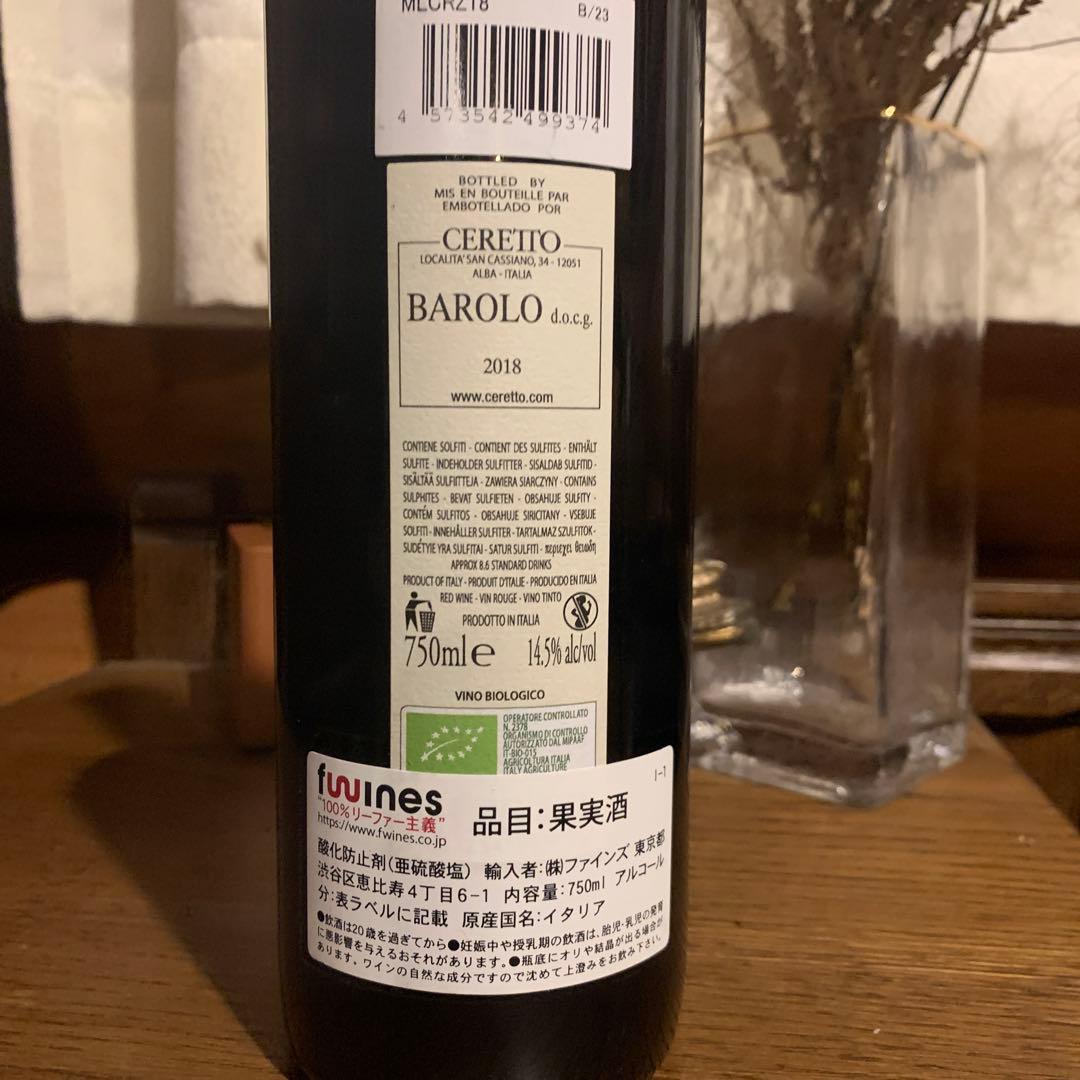 MLCRZ18 B/23
4 573542 499374
BOTTLED BY
MIS EN BOUTEILLE PAR
EMBOTELLADO POR
CERETTO
LOCALITA' SAN CASSIANO, 34 - 12051
ALBA - ITALIA
BAROLO d.o.c.g.
2018
www.ceretto.com
CONTIENE SOLFITI - CONTIENT DES SULFITES - ENTHÄLT
SULFITE - INDEHOLDER SULFITTER - SISALDAB SULFITID -
SISÄLTÄÄ SULFIITTEJA - ZAWIERA SIARCZYNY - CONTAINS
SULPHITES - BEVAT SULFIETEN - OBSAHUJE SULFITY -
CONTÉM SULFITOS - OBSAHUJE SIRICITANY - VSEBUJE
SOLFITI - INNEHÅLLER SULFITER - TARTALMAZ SZULFITOK -
SUDÉTYIE YRA SULFITAI - SATUR SULFITI - περιεχει θειωδη
APPROX 8.6 STANDARD DRINKS
PRODUCT OF ITALY - PRODUIT D'ITALIE - PRODUCIDO EN ITALIA
RED WINE - VIN ROUGE - VINO TINTO
PRODOTTO IN ITALIA
750ml e 14.5% alc/vol
VINO BIOLOGICO
OPERATORE CONTROLLATO
N. 2378
ORGANISMO DI CONTROLLO
AUTORIZZATO DAL MIPAAF
IT-BIO-015
AGRICOLTURA ITALIA
ITALY AGRICULTURE
I-1
fwines
"100%リーファー主義"
https://www.fwines.co.jp
品目:果実酒
酸化防止剤(亜硫酸塩) 輸入者:㈱ファインズ 東京都
渋谷区恵比寿4丁目6-1 内容量:750ml アルコール
分:表ラベルに記載 原産国名:イタリア
●飲酒は20歳を過ぎてから●妊娠中や授乳期の飲酒は、胎児・乳児の発育
に悪影響を与えるおそれがあります。●瓶底にオリや結晶が出る場合が
あります。ワインの自然な成分ですので沈めて上澄みをお飲み下さい。